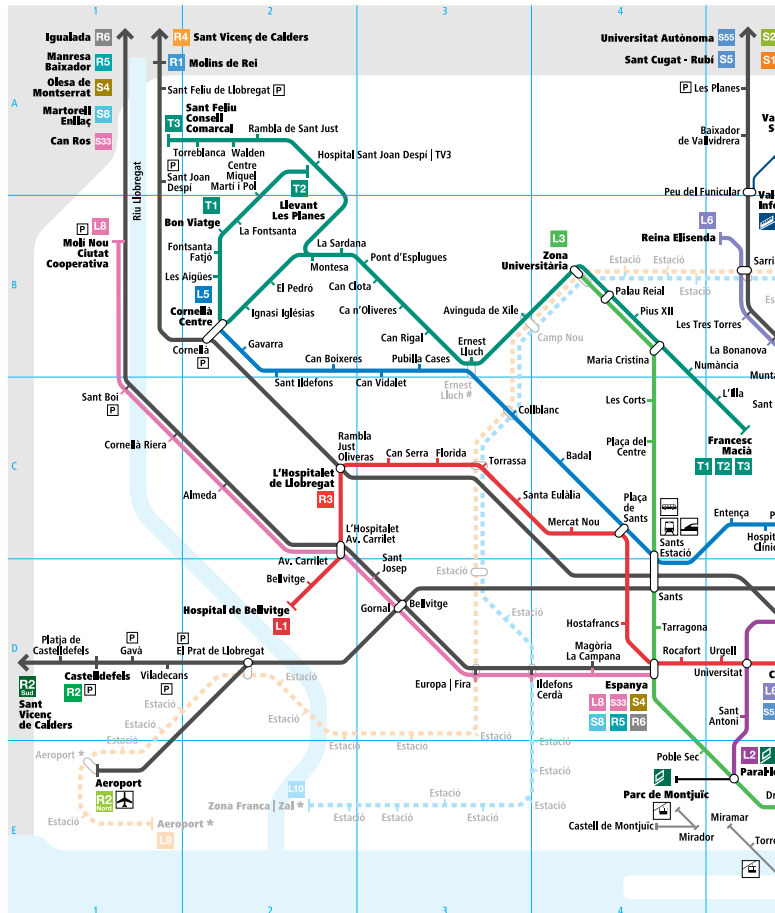 1
2
3
4
Igualada R6
Manresa
Baixador R5
Olesa de
Montserrat S4
Martorell
Enllaç S8
Can Ros S33
R4 Sant Vicenç de Calders
R1 Molins de Rei
Sant Feliu de Llobregat P
Universitat Autònoma S55
Sant Cugat - Rubí S5
P Les Planes
Baixador
de Vallvidrera
Peu del Funicular
A
Sant Feliu
Consell
Comarcal
T3
Rambla de Sant Just
Torreblanca
Walden
Hospital Sant Joan Despí | TV3
Centre
Miquel
Martí i Pol
P
Sant Joan
Despí
T2
Llevant
Les Planes
T1
Bon Viatge
La Fontsanta
Fontsanta
Fatjó
Les Aigües
Riu Llobregat
P L8
Molí Nou
Ciutat
Cooperativa
L6
Reina Elisenda
L3
Zona
Universitària
Estació
Estació
Estació
Estació
La Sardana
Montesa
Pont d'Esplugues
Can Clota
El Pedró
Ca n'Oliveres
Ignasi Iglésias
Can Rigal
Avinguda de Xile
Ernest
Lluch
Camp Nou
Palau Reial
Pius XII
Les Tres Torres
La Bonanova
B
L5
Cornellà
Centre
Cornellà
P
Gavarra
Sant Ildefons
Can Boixeres
Can Vidalet
Pubilla Cases
Ernest
Lluch #
Maria Cristina
Numància
L'Illa
Les Corts
Plaça del
Centre
Francesc
Macià
T1 T2 T3
Sant Boi
P
Cornellà Riera
Almeda
Collblanc
Badal
C
Rambla
Just
Oliveras
Can Serra
Florida
Torrassa
Santa Eulàlia
Mercat Nou
Plaça
de
Sants
Sants
Estació
Entença
L'Hospitalet
de Llobregat
R3
L'Hospitalet
Av. Carrilet
Av. Carrilet
Sant
Josep
Bellvitge
Hospital de Bellvitge
L1
Gornal
Bellvitge
Estació
Estació
Sants
Tarragona
Hostafrancs
D
Platja de
Castelldefels
P
Gavà
P
El Prat de Llobregat
Castelldefels
R2 P
Viladecans
P
R2
Sud
Sant
Vicenç
de Calders
Magòria
La Campana
Rocafort
Urgell
Universitat
Europa | Fira
Ildefons
Cerdà
Espanya
L8 S33 S4
S8 R5 R6
Sant
Antoni
Estació
Estació
Estació
Estació
Estació
Estació
Estació
Estació
Aeroport *
Aeroport
R2
Nord
Estació
Aeroport *
L9
L10
Zona Franca | Zal *
Estació
Estació
Estació
Estació
Estació
Estació
Poble Sec
L2
Parc de Montjuïc
Castell de Montjuïc
Mirador
Miramar
E
1
2
3
4